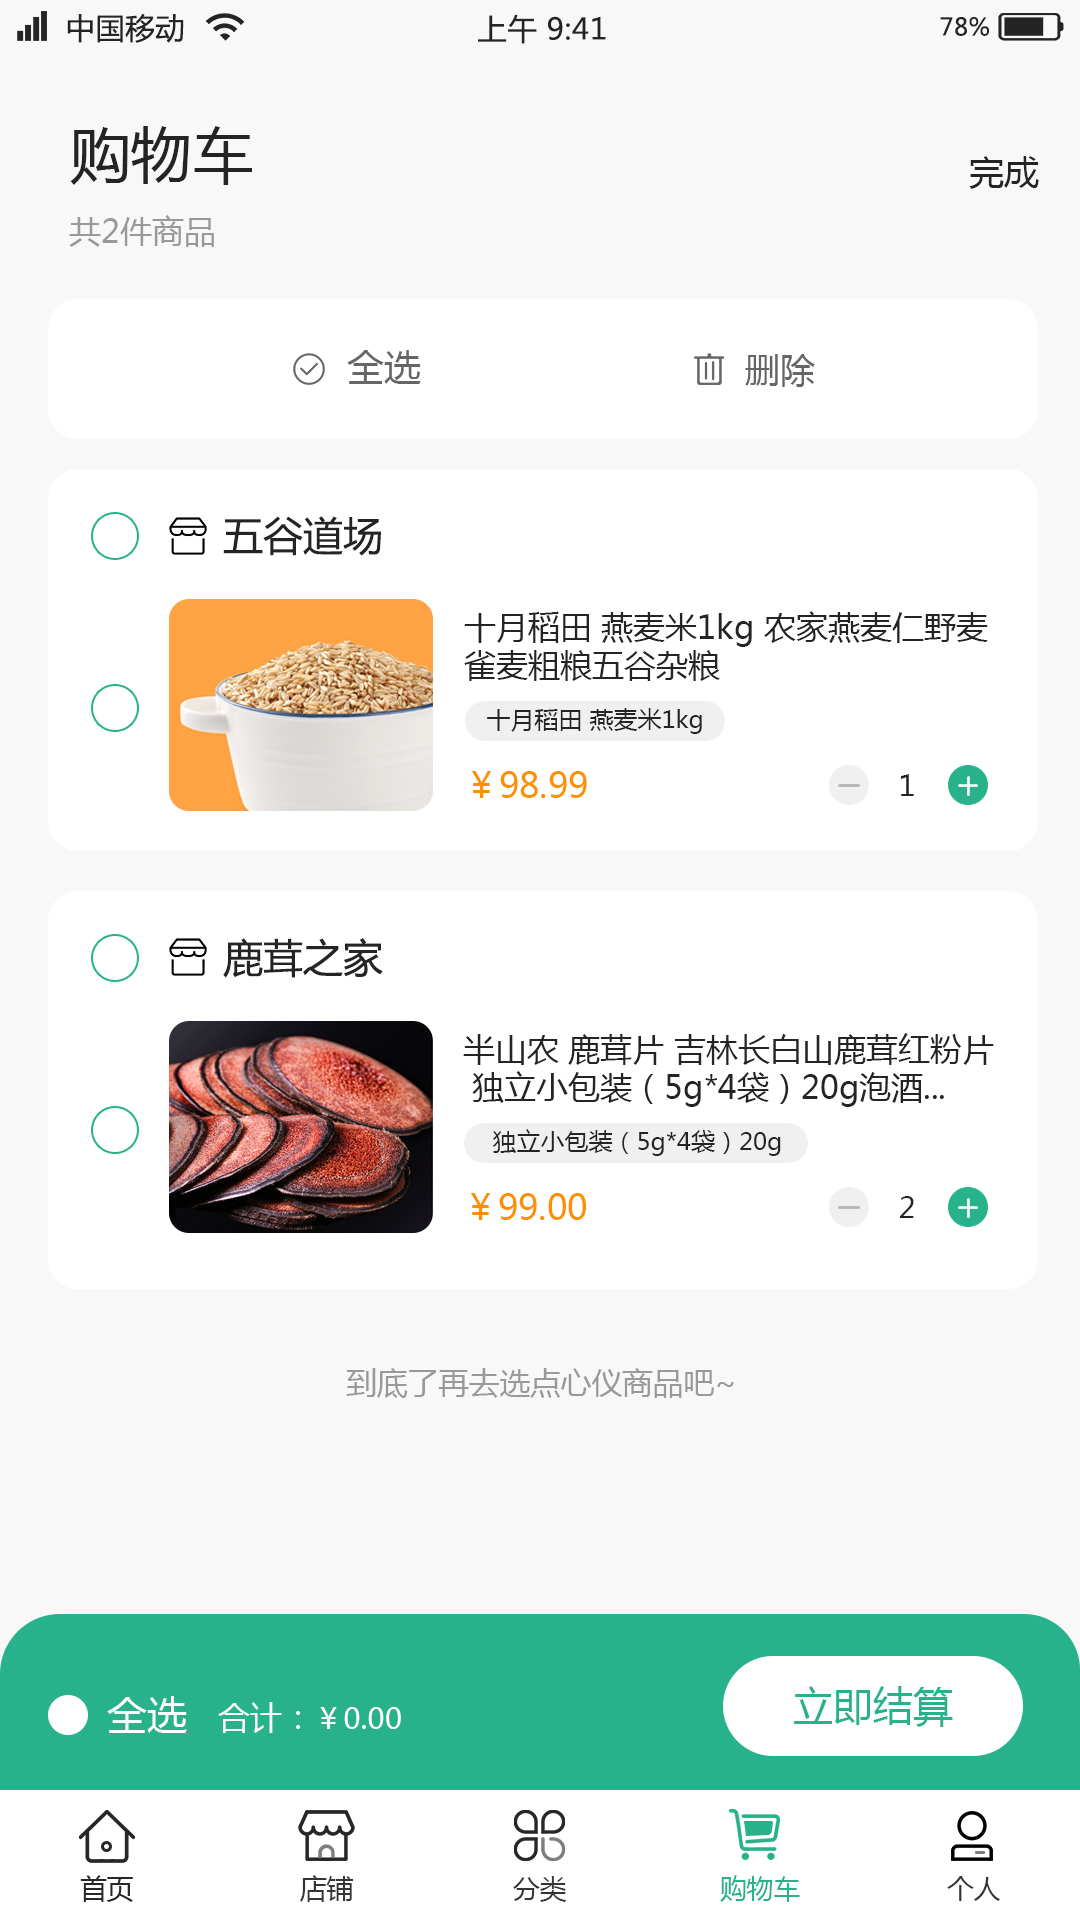 中国移动
上午 9:41
78%
购物车
完成
共2件商品
全选
删除
五谷道场
十月稻田 燕麦米1kg 农家燕麦仁野麦
雀麦粗粮五谷杂粮
十月稻田 燕麦米1kg
¥ 98.99
1
鹿茸之家
半山农 鹿茸片 吉林长白山鹿茸红粉片
独立小包装（5g*4袋）20g泡酒...
独立小包装（5g*4袋）20g
¥ 99.00
2
到底了再去选点心仪商品吧~
全选
合计：¥ 0.00
立即结算
首页
店铺
分类
购物车
个人